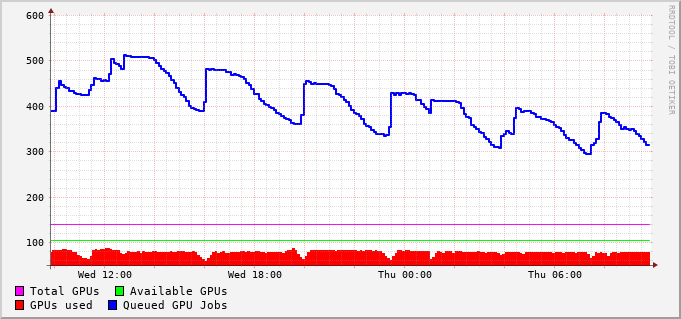 600
500
400
300
200
100
Wed 12:00 Wed 18:00 Thu 00:00 Thu 06:00
Total GPUs Available GPUs
GPUs used Queued GPU Jobs
RRDTOOL / TOBI OETIKER